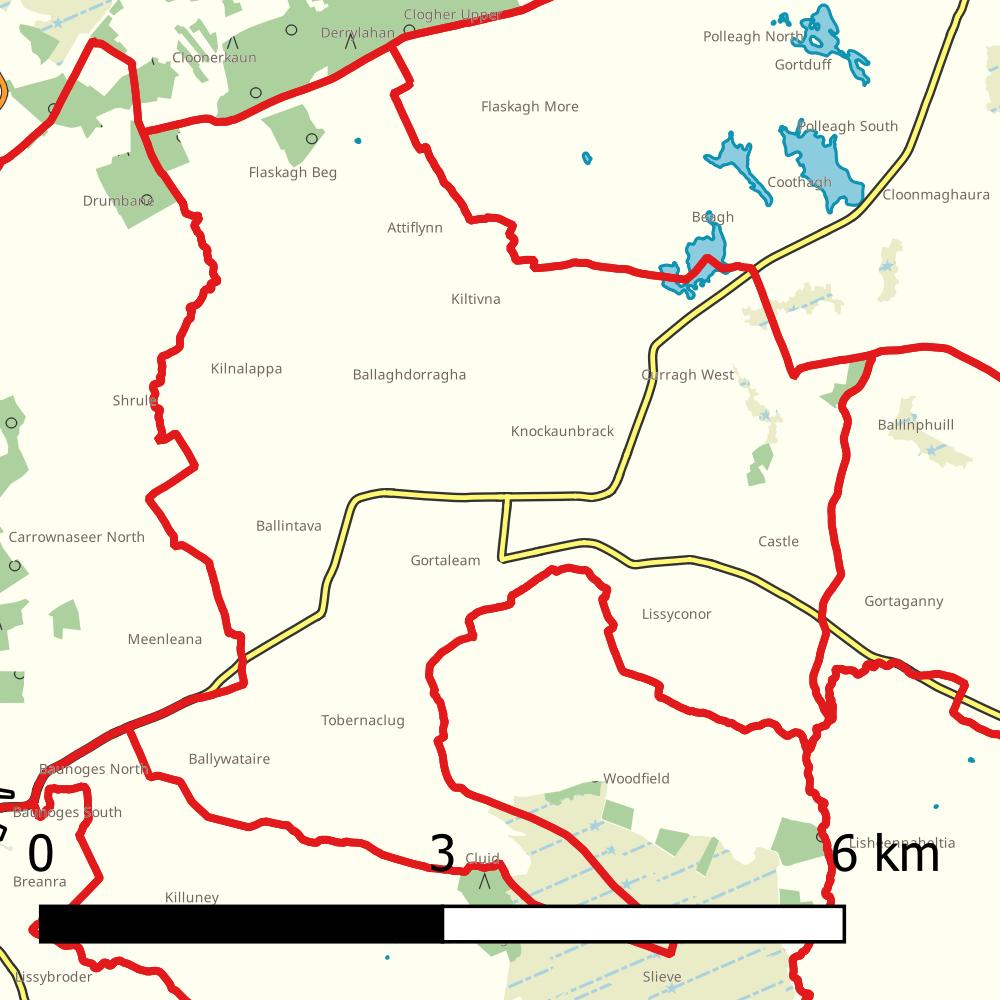 Clogher Upper
Derrylahan
Polleagh North
Cloonerkaun
Gortduff
Flaskagh More
Polleagh South
Flaskagh Beg
Coothagh
Cloonmaghaura
Drumbane
Beagh
Attiflynn
Kiltivna
Kilnalappa
Ballaghdorragha
Curragh West
Shrule
Ballinphuill
Knockaunbrack
Ballintava
Carrownaseer North
Castle
Gortaleam
Gortaganny
Lissyconor
Meenleana
Tobernaclug
Ballywataire
Baunoges North
Woodfield
Baunoges South
Lisheennaheltia
0 3 6 km
Cluid
Breanra
Killuney
Lissybroder
Slieve